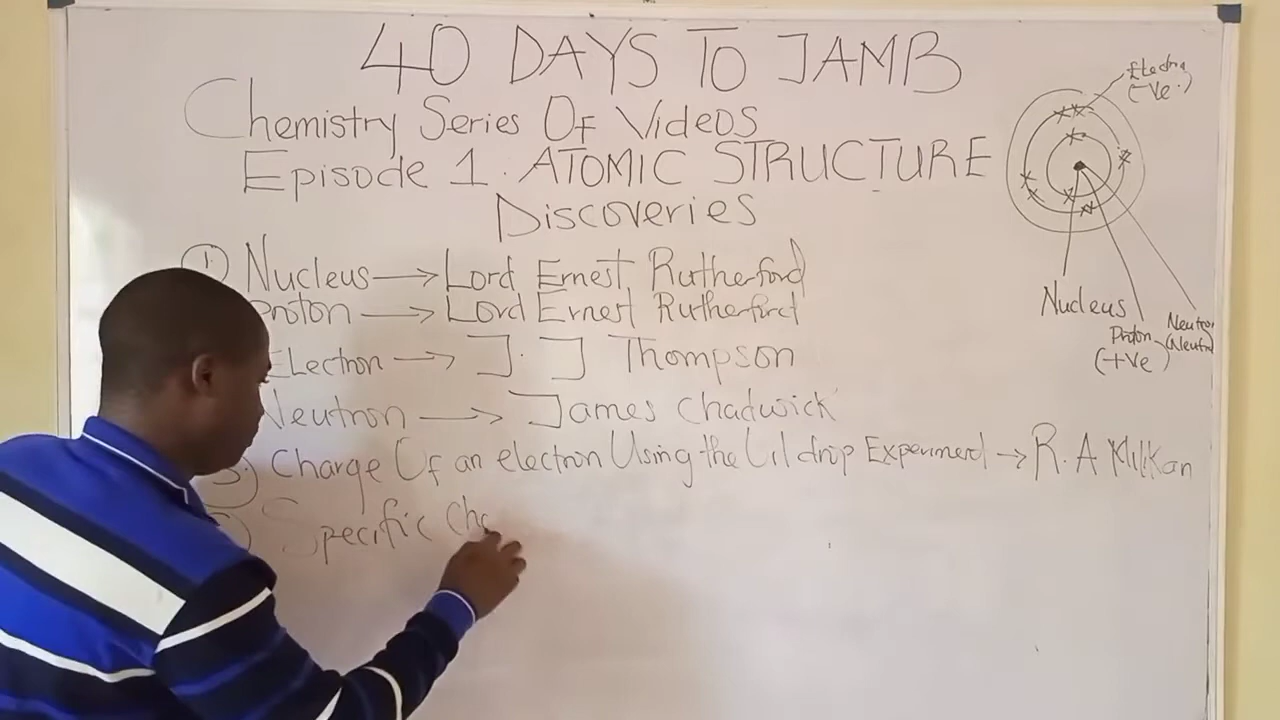 40 DAYS TO JAMB
Chemistry Series Of Videos
Episode 1. ATOMIC STRUCTURE
Discoveries
1 Nucleus → Lord Ernest Rutherford
Proton → Lord Ernest Rutherford
Electron → J. J Thompson
Neutron → James Chadwick
5. Charge Of an electron Using the Oil drop Experiment → R. A Millikan
Specific Cha
(-Ve.)
Nucleus
Proton
(+Ve)
Neutron